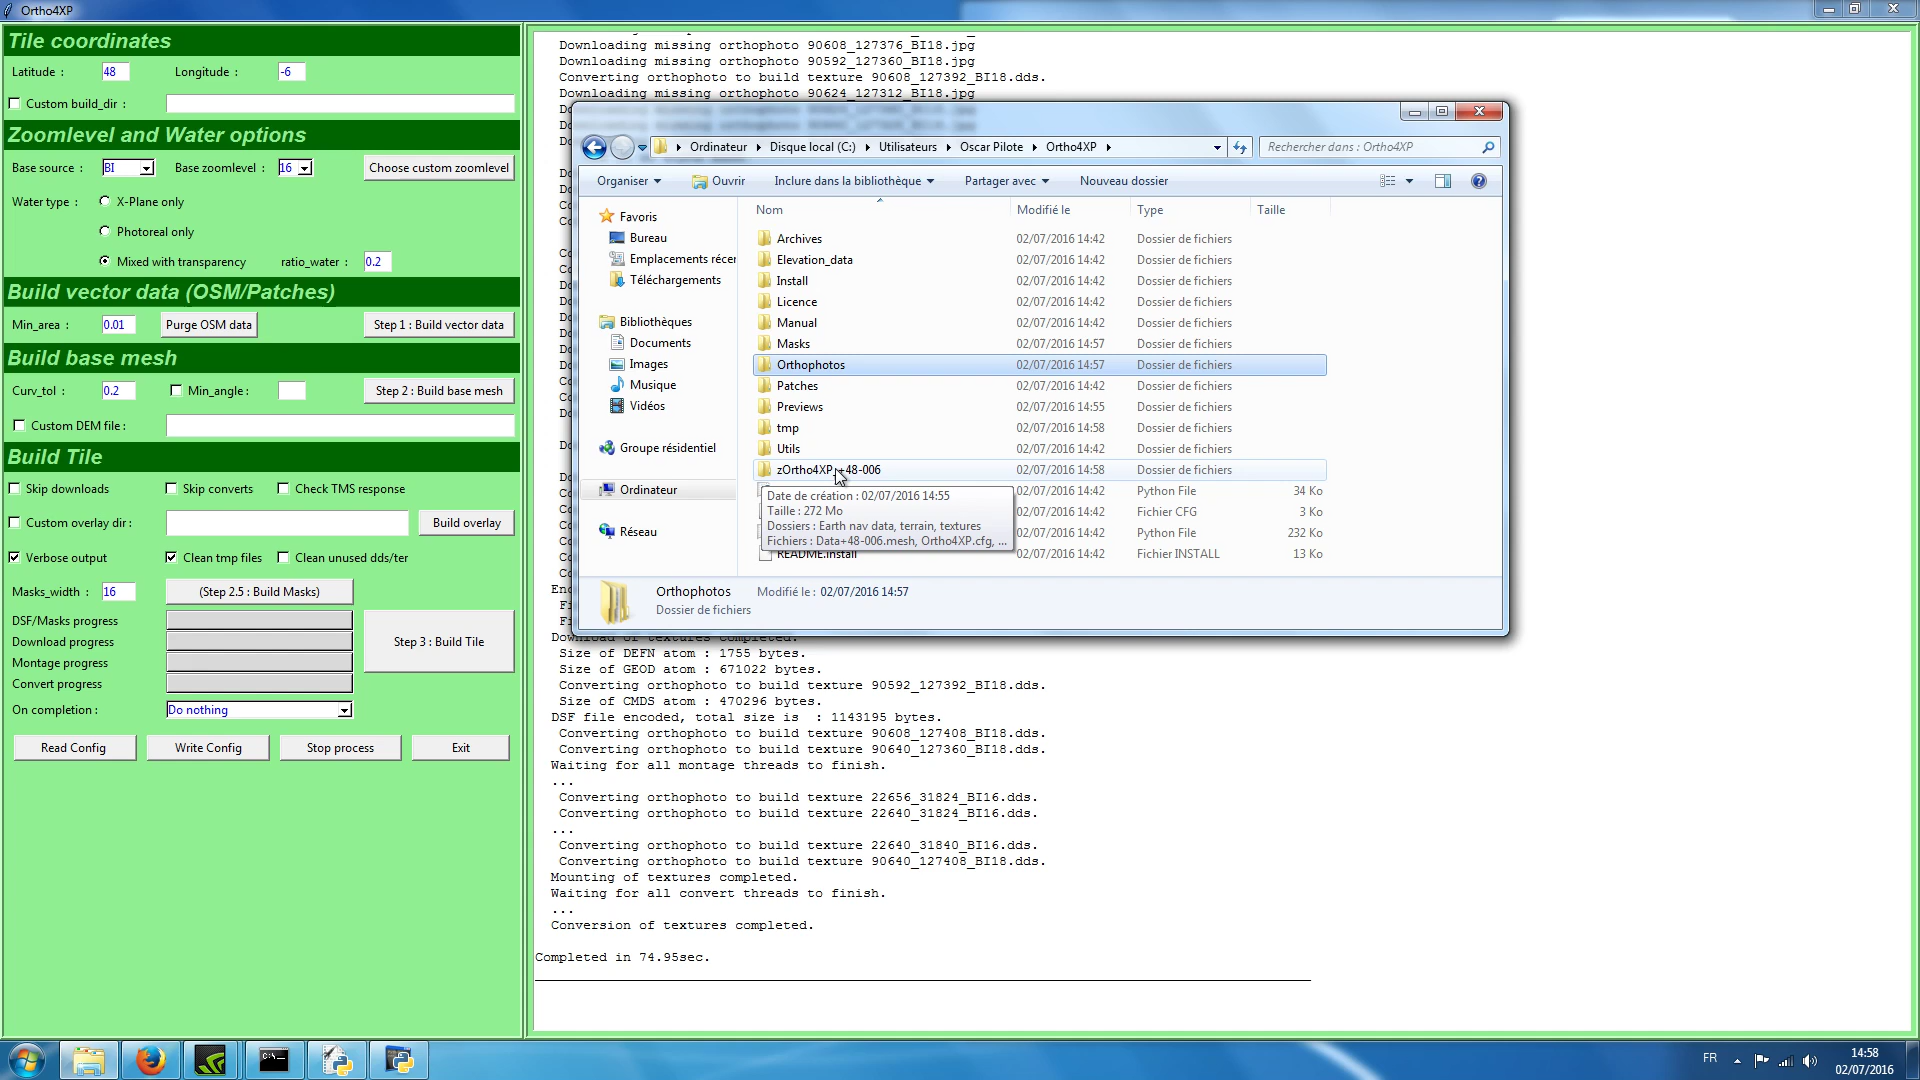 Ortho4XP
Tile coordinates
Latitude :
48
Longitude :
-6
Custom build_dir :
Zoomlevel and Water options
Base source :
BI
Base zoomlevel :
16
Choose custom zoomlevel
Water type :
X-Plane only
Photoreal only
Mixed with transparency
ratio_water :
0.2
Build vector data (OSM/Patches)
Min_area :
0.01
Purge OSM data
Step 1 : Build vector data
Build base mesh
Curv_tol :
0.2
Min_angle :
Step 2 : Build base mesh
Custom DEM file :
Build Tile
Skip downloads
Skip converts
Check TMS response
Custom overlay dir :
Build overlay
Verbose output
Clean tmp files
Clean unused dds/ter
Masks_width :
16
(Step 2.5 : Build Masks)
DSF/Masks progress
Download progress
Montage progress
Convert progress
Step 3 : Build Tile
On completion :
Do nothing
Read Config
Write Config
Stop process
Exit
Downloading missing orthophoto 90608_127376_BI18.jpg
Downloading missing orthophoto 90592_127360_BI18.jpg
Converting orthophoto to build texture 90608_127392_BI18.dds.
Downloading missing orthophoto 90624_127312_BI18.jpg
Ordinateur
Disque local (C:)
Utilisateurs
Oscar Pilote
Ortho4XP
Rechercher dans : Ortho4XP
Organiser
Ouvrir
Inclure dans la bibliothèque
Partager avec
Nouveau dossier
Favoris
Bureau
Emplacements récer
Téléchargements
Bibliothèques
Documents
Images
Musique
Vidéos
Groupe résidentiel
Ordinateur
Réseau
Nom Modifié le Type Taille
Archives 02/07/2016 14:42 Dossier de fichiers
Elevation_data 02/07/2016 14:42 Dossier de fichiers
Install 02/07/2016 14:42 Dossier de fichiers
Licence 02/07/2016 14:42 Dossier de fichiers
Manual 02/07/2016 14:42 Dossier de fichiers
Masks 02/07/2016 14:57 Dossier de fichiers
Orthophotos 02/07/2016 14:57 Dossier de fichiers
Patches 02/07/2016 14:42 Dossier de fichiers
Previews 02/07/2016 14:55 Dossier de fichiers
tmp 02/07/2016 14:58 Dossier de fichiers
Utils 02/07/2016 14:42 Dossier de fichiers
zOrtho4XP_+48-006 02/07/2016 14:58 Dossier de fichiers
02/07/2016 14:42 Python File 34 Ko
02/07/2016 14:42 Fichier CFG 3 Ko
02/07/2016 14:42 Python File 232 Ko
README.install 02/07/2016 14:42 Fichier INSTALL 13 Ko
Date de création : 02/07/2016 14:55
Taille : 272 Mo
Dossiers : Earth nav data, terrain, textures
Fichiers : Data+48-006.mesh, Ortho4XP.cfg, ...
Orthophotos
Modifié le : 02/07/2016 14:57
Dossier de fichiers
Download of textures completed.
Size of DEFN atom : 1755 bytes.
Size of GEOD atom : 671022 bytes.
Converting orthophoto to build texture 90592_127392_BI18.dds.
Size of CMDS atom : 470296 bytes.
DSF file encoded, total size is  : 1143195 bytes.
Converting orthophoto to build texture 90608_127408_BI18.dds.
Converting orthophoto to build texture 90640_127360_BI18.dds.
Waiting for all montage threads to finish.
...
Converting orthophoto to build texture 22656_31824_BI16.dds.
Converting orthophoto to build texture 22640_31824_BI16.dds.
...
Converting orthophoto to build texture 22640_31840_BI16.dds.
Converting orthophoto to build texture 90640_127408_BI18.dds.
Mounting of textures completed.
Waiting for all convert threads to finish.
...
Conversion of textures completed.
Completed in 74.95sec.
FR
14:58
02/07/2016